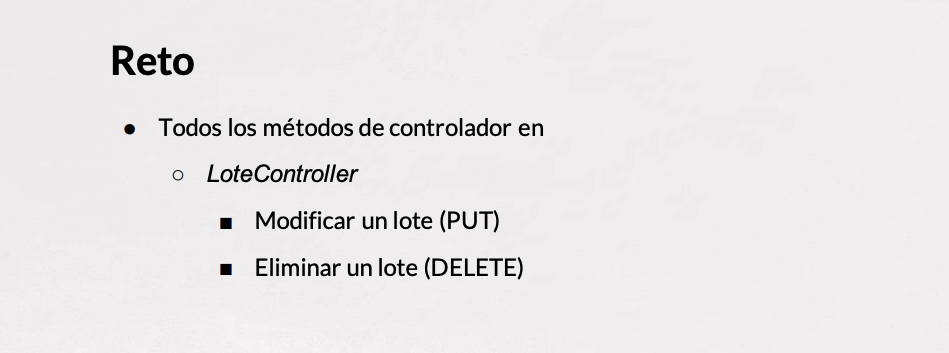 Reto
● Todos los métodos de controlador en
○ LoteController
■ Modificar un lote (PUT)
■ Eliminar un lote (DELETE)